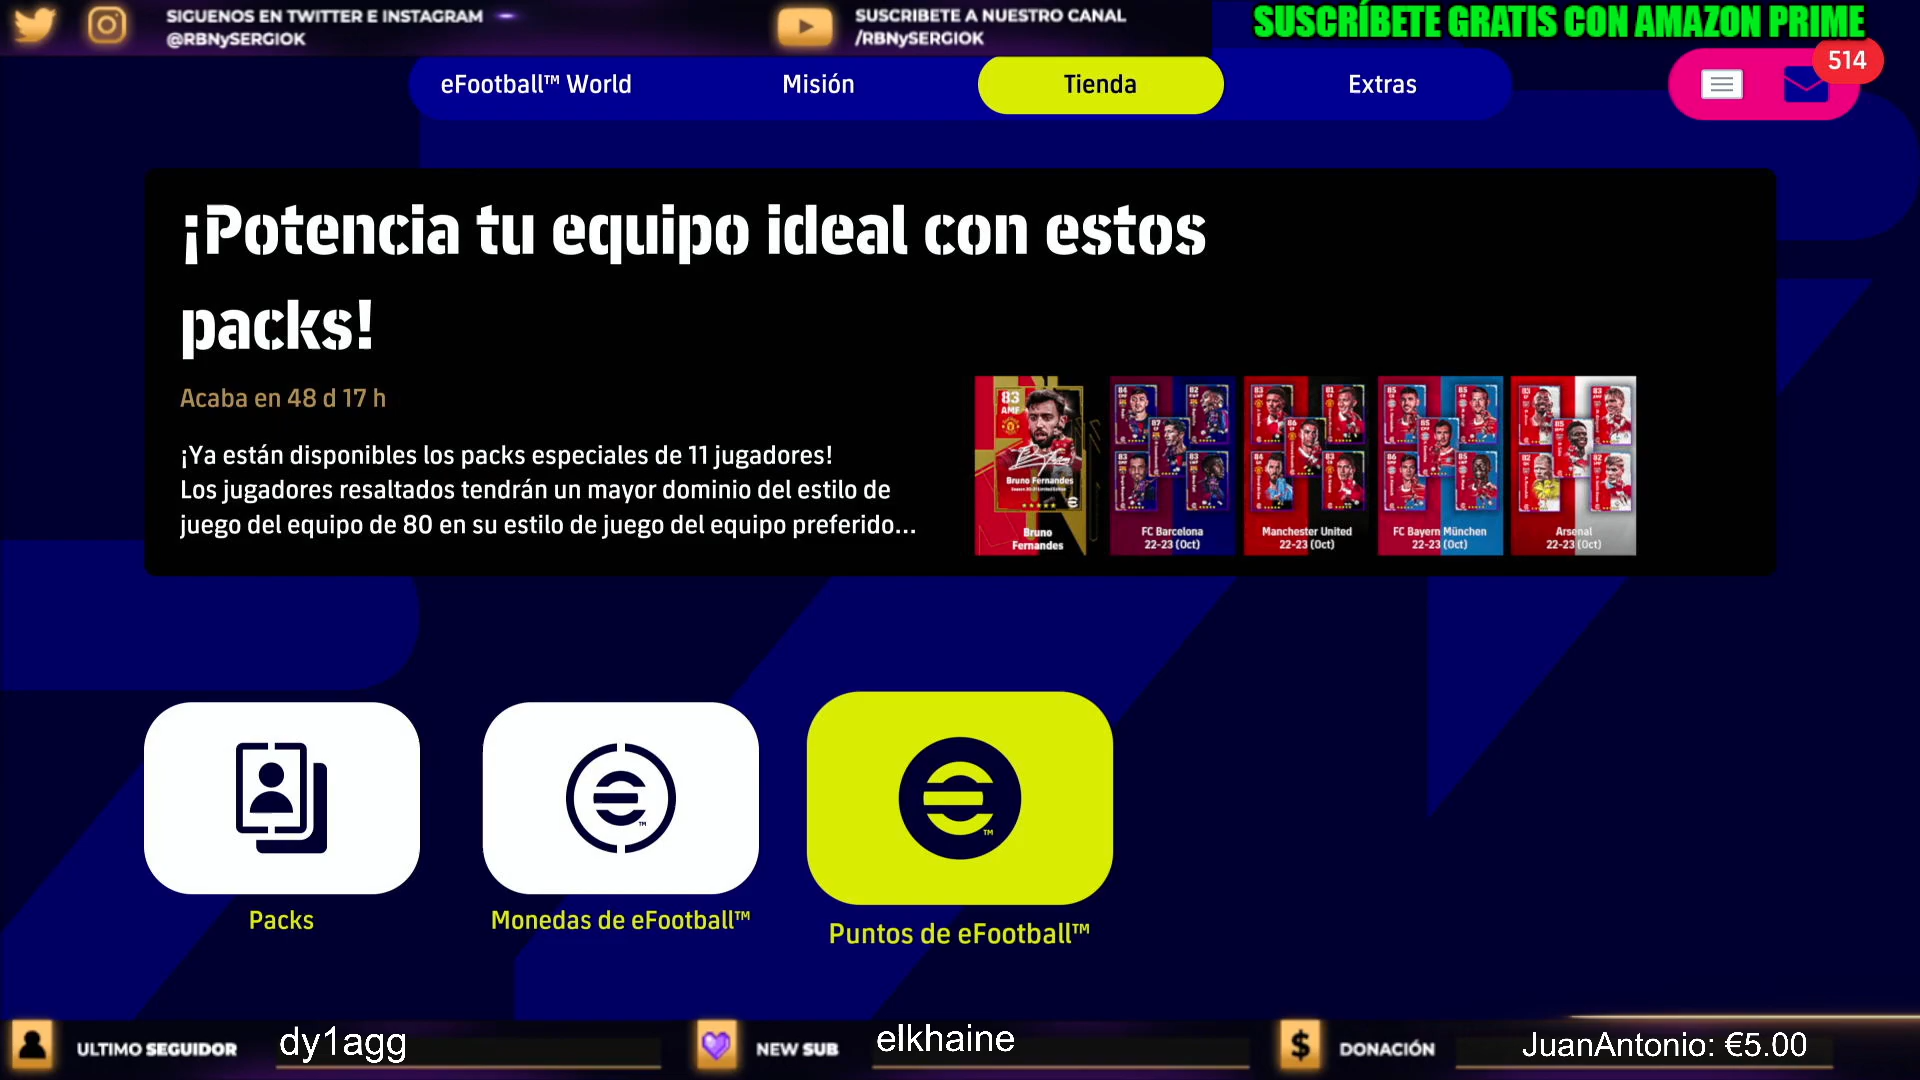 SIGUENOS EN TWITTER E INSTAGRAM
@RBNySERGIOK
SUSCRIBETE A NUESTRO CANAL
/RBNySERGIOK
SUSCRÍBETE GRATIS CON AMAZON PRIME
eFootball™ World
Misión
Tienda
Extras
514
¡Potencia tu equipo ideal con estos
packs!
Acaba en 48 d 17 h
¡Ya están disponibles los packs especiales de 11 jugadores!
Los jugadores resaltados tendrán un mayor dominio del estilo de
juego del equipo de 80 en su estilo de juego del equipo preferido...
83
AMF
Bruno Fernandes
Bruno
Fernandes
FC Barcelona
22-23 (Oct)
Manchester United
22-23 (Oct)
FC Bayern München
22-23 (Oct)
Arsenal
22-23 (Oct)
Packs
Monedas de eFootball™
Puntos de eFootball™
ULTIMO SEGUIDOR
dy1agg
NEW SUB
elkhaine
DONACIÓN
JuanAntonio: €5.00